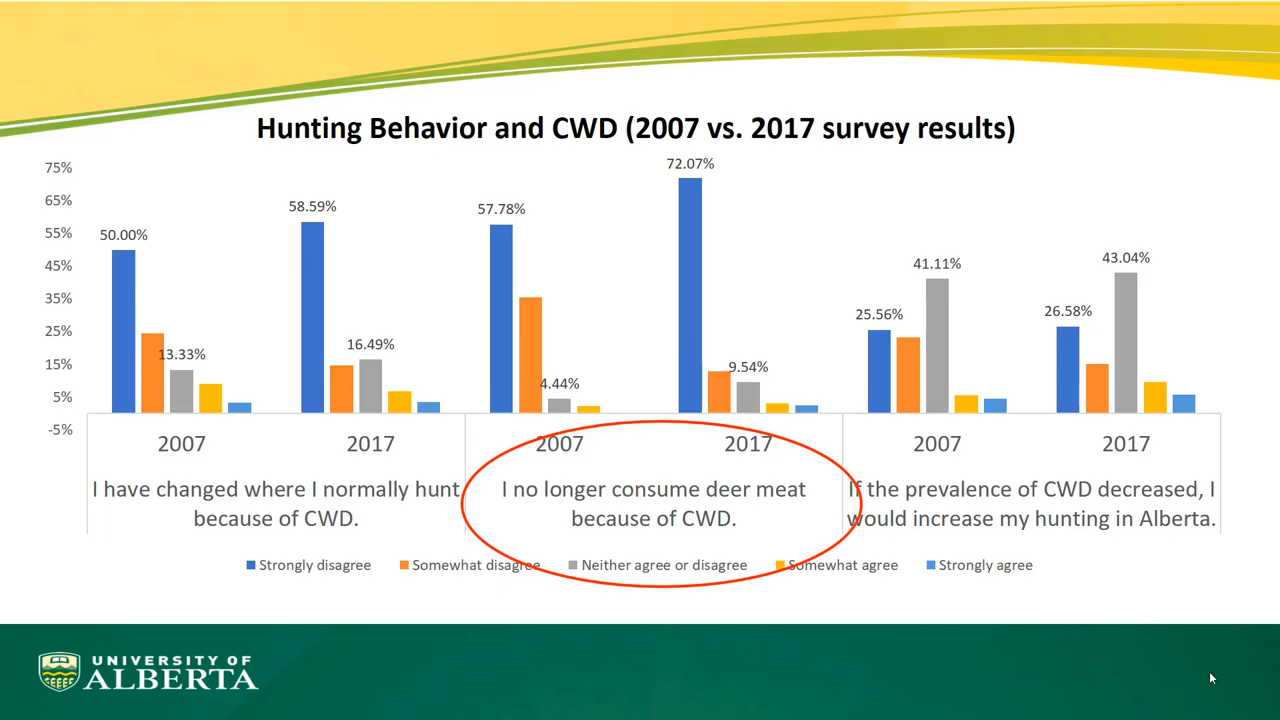 Hunting Behavior and CWD (2007 vs. 2017 survey results)
75%
65%
55%
45%
35%
25%
15%
5%
-5%
50.00%
13.33%
58.59%
16.49%
57.78%
4.44%
72.07%
9.54%
25.56%
41.11%
26.58%
43.04%
2007
2017
2007
2017
2007
2017
I have changed where I normally hunt
because of CWD.
I no longer consume deer meat
because of CWD.
If the prevalence of CWD decreased, I
would increase my hunting in Alberta.
Strongly disagree
Somewhat disagree
Neither agree or disagree
Somewhat agree
Strongly agree
UNIVERSITY OF
ALBERTA